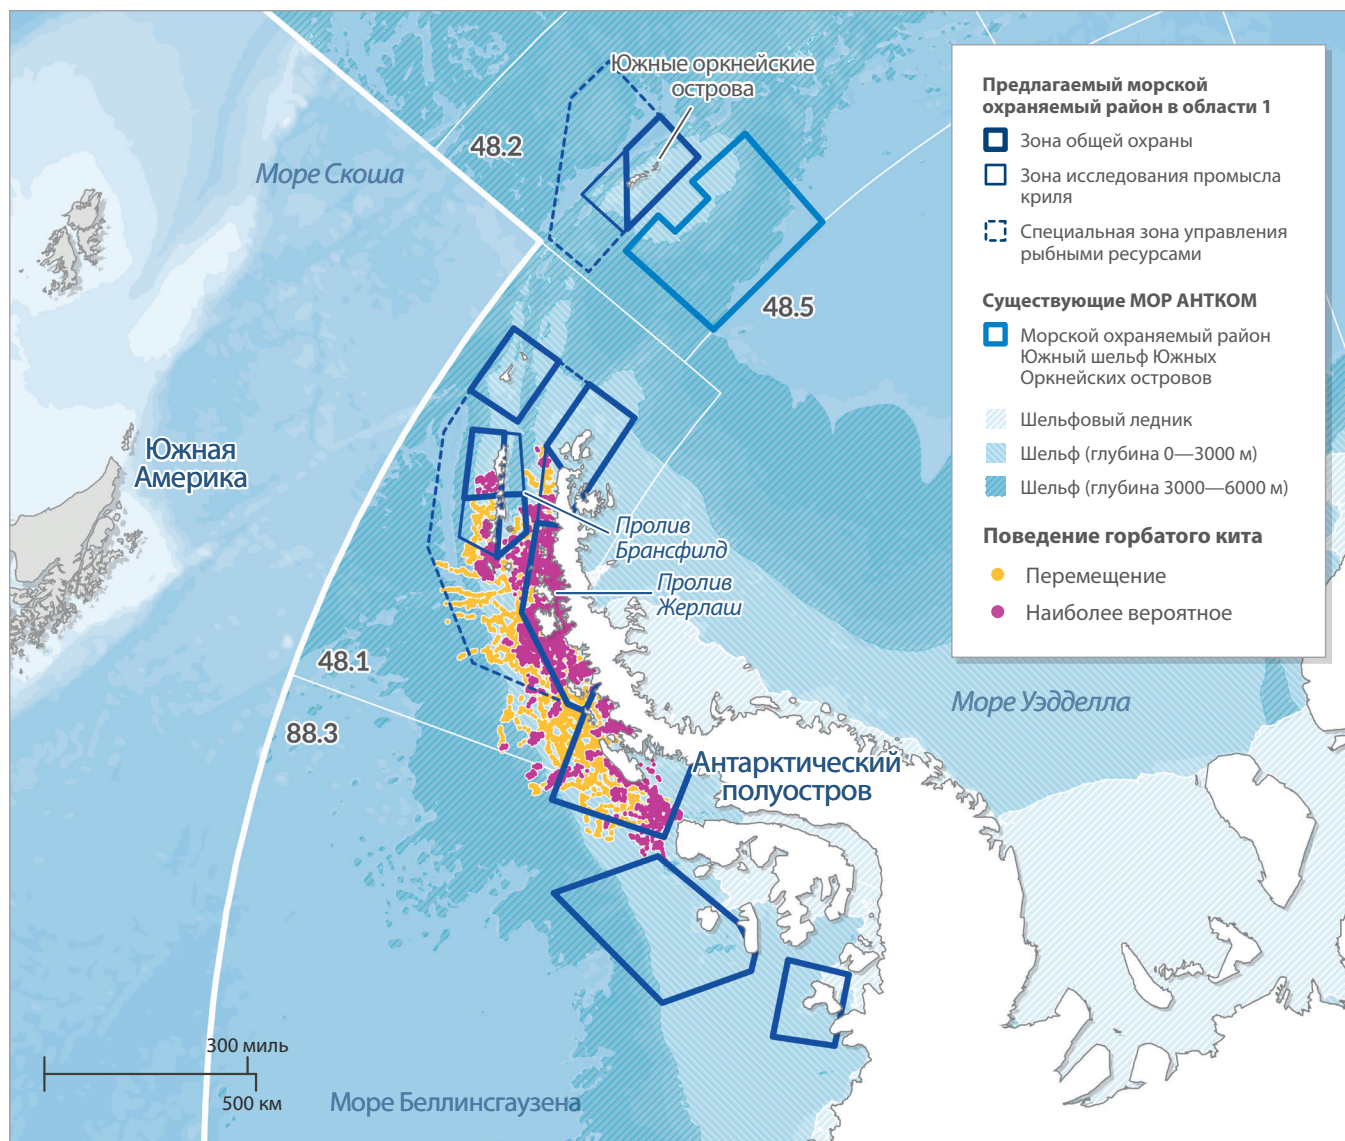 Южные оркнейские
острова
48.2
Море Скоша
48.5
Южная
Америка
Пролив
Брансфилд
Пролив
Жерлаш
48.1
88.3
Море Уэдделла
Антарктический
полуостров
300 миль
500 км
Море Беллинсгаузена
Предлагаемый морской
охраняемый район в области 1
Зона общей охраны
Зона исследования промысла
криля
Специальная зона управления
рыбными ресурсами
Существующие МОР АНТКОМ
Морской охраняемый район
Южный шельф Южных
Оркнейских островов
Шельфовый ледник
Шельф (глубина 0—3000 м)
Шельф (глубина 3000—6000 м)
Поведение горбатого кита
Перемещение
Наиболее вероятное